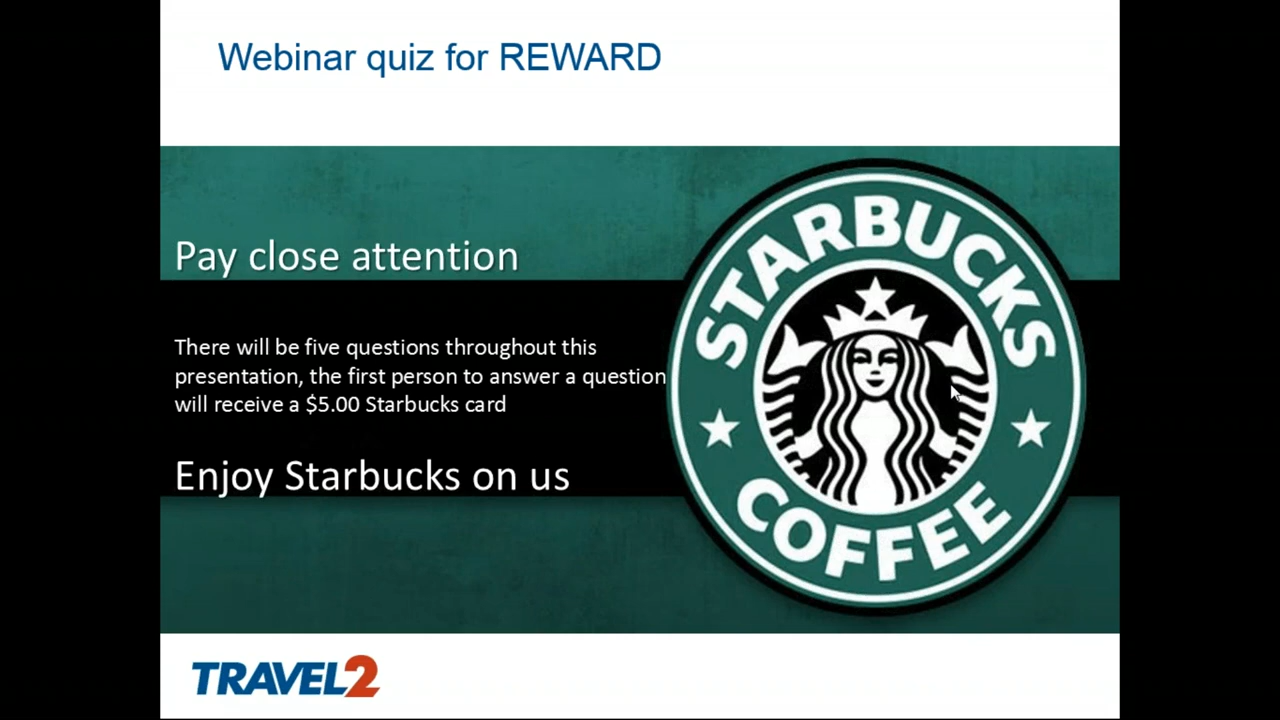 Webinar quiz for REWARD
Pay close attention
There will be five questions throughout this
presentation, the first person to answer a question
will receive a $5.00 Starbucks card
Enjoy Starbucks on us
STARBUCKS
COFFEE
TRAVEL2